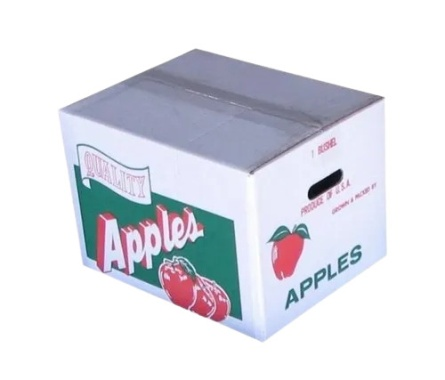 QUALITY
Apples
1 BUSHEL
PRODUCE OF U.S.A.
GROWN & PACKED BY
APPLES